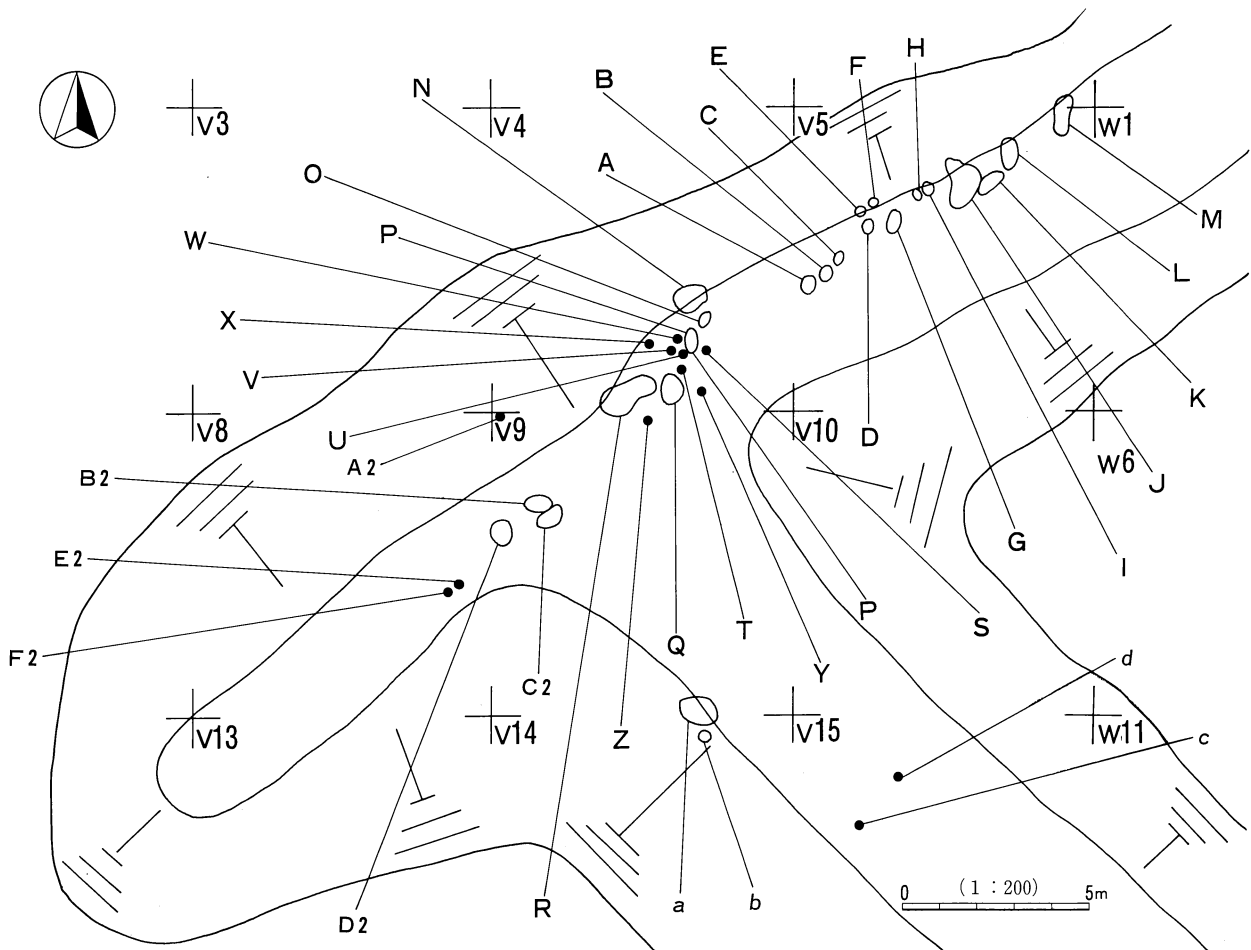 H
E
F
B
N
V3
V4
C
V5
W1
A
O
P
W
M
X
L
V
K
V8
V9
V10
D
U
A2
W6
B2
J
G
E2
I
P
S
T
Q
F2
C2
Y
d
V13
V14
Z
V15
W11
c
R
a
b
D2
0 (1:200) 5m